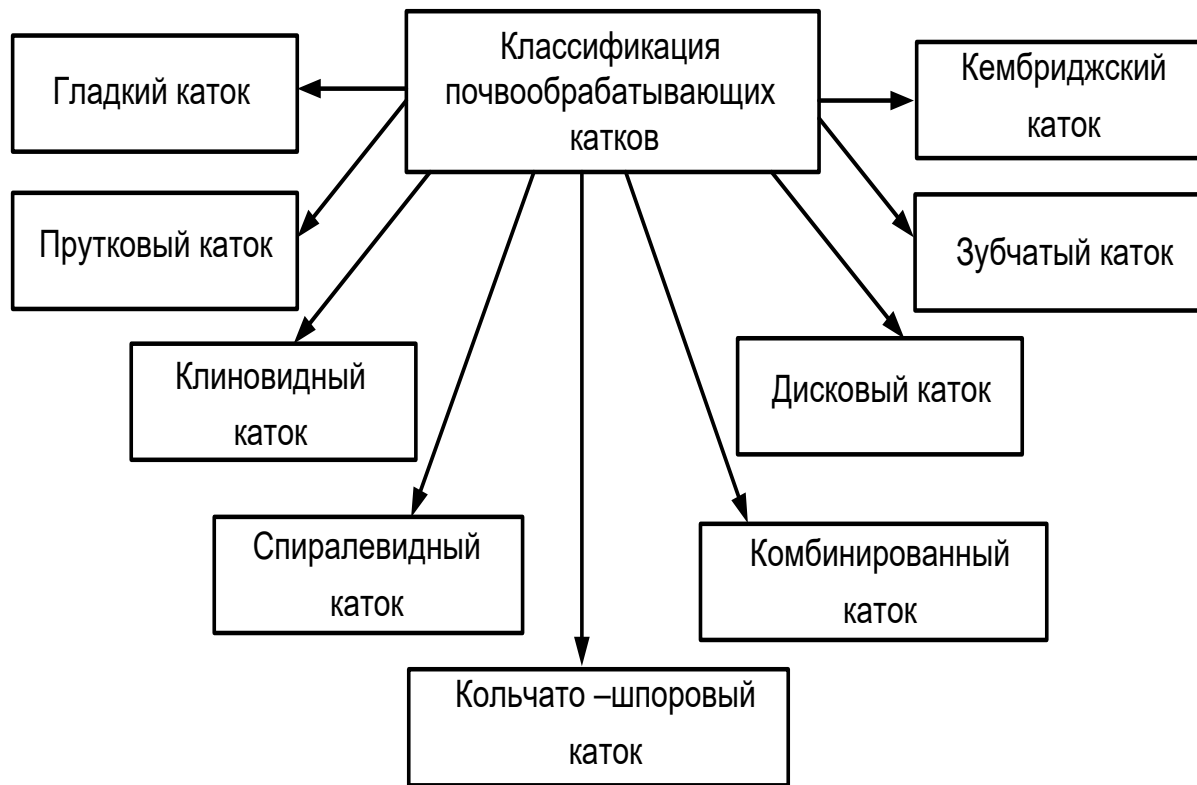 Классификация
почвообрабатывающих
катков
Гладкий каток
Кембриджский
каток
Прутковый каток
Зубчатый каток
Клиновидный
каток
Дисковый каток
Спиралевидный
каток
Комбинированный
каток
Кольчато –шпоровый
каток